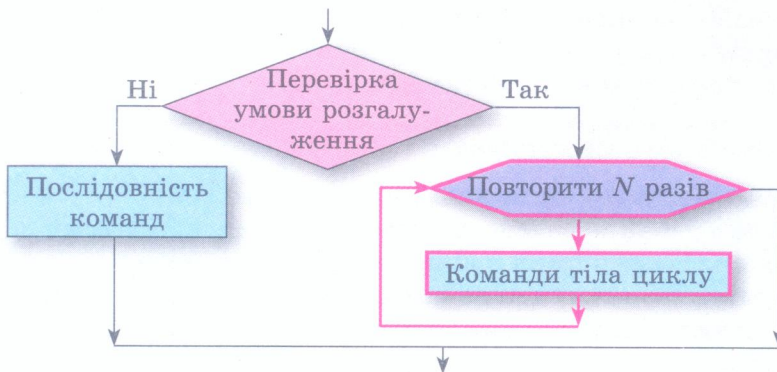 Перевірка
умови розгалу-
ження
Ні
Так
Послідовність
команд
Повторити N разів
Команди тіла циклу